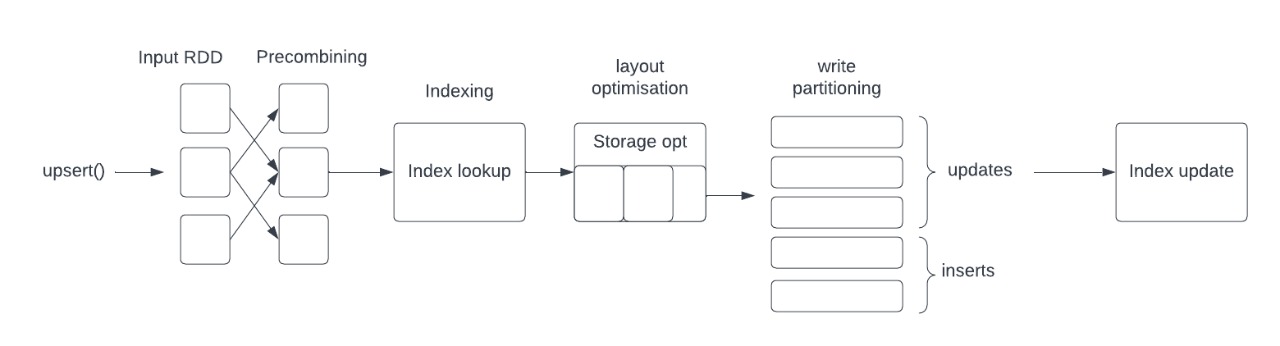 Input RDD
Precombining
Indexing
layout
optimisation
write
partitioning
upsert()
Index lookup
Storage opt
updates
inserts
Index update